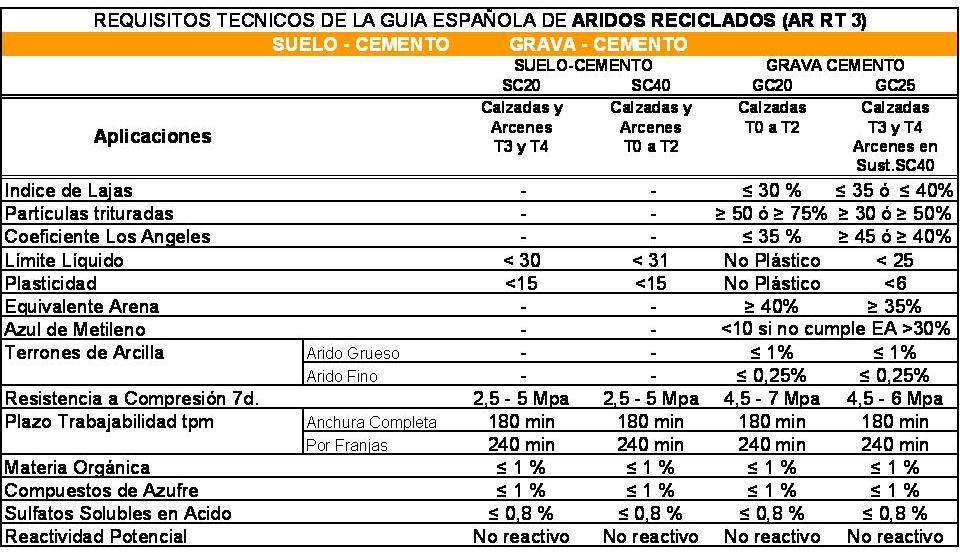 REQUISITOS TECNICOS DE LA GUIA ESPAÑOLA DE ARIDOS RECICLADOS (AR RT 3)
SUELO - CEMENTO GRAVA - CEMENTO
SUELO-CEMENTO GRAVA CEMENTO
SC20 SC40 GC20 GC25
Aplicaciones
Calzadas y Calzadas y Calzadas Calzadas
Arcenes Arcenes T0 a T2 T3 y T4
T3 y T4 T0 a T2 Arcenes en
Sust.SC40
Indice de Lajas - - ≤ 30 % ≤ 35 ó ≤ 40%
Partículas trituradas - - ≥ 50 ó ≥ 75% ≥ 30 ó ≥ 50%
Coeficiente Los Angeles - - ≤ 35 % ≥ 45 ó ≥ 40%
Límite Líquido < 30 < 31 No Plástico < 25
Plasticidad <15 <15 No Plástico <6
Equivalente Arena - - ≥ 40% ≥ 35%
Azul de Metileno - - <10 si no cumple EA >30%
Terrones de Arcilla Arido Grueso - - ≤ 1% ≤ 1%
Arido Fino - - ≤ 0,25% ≤ 0,25%
Resistencia a Compresión 7d. 2,5 - 5 Mpa 2,5 - 5 Mpa 4,5 - 7 Mpa 4,5 - 6 Mpa
Plazo Trabajabilidad tpm Anchura Completa 180 min 180 min 180 min 180 min
Por Franjas 240 min 240 min 240 min 240 min
Materia Orgánica ≤ 1 % ≤ 1 % ≤ 1 % ≤ 1 %
Compuestos de Azufre ≤ 1 % ≤ 1 % ≤ 1 % ≤ 1 %
Sulfatos Solubles en Acido ≤ 0,8 % ≤ 0,8 % ≤ 0,8 % ≤ 0,8 %
Reactividad Potencial No reactivo No reactivo No reactivo No reactivo